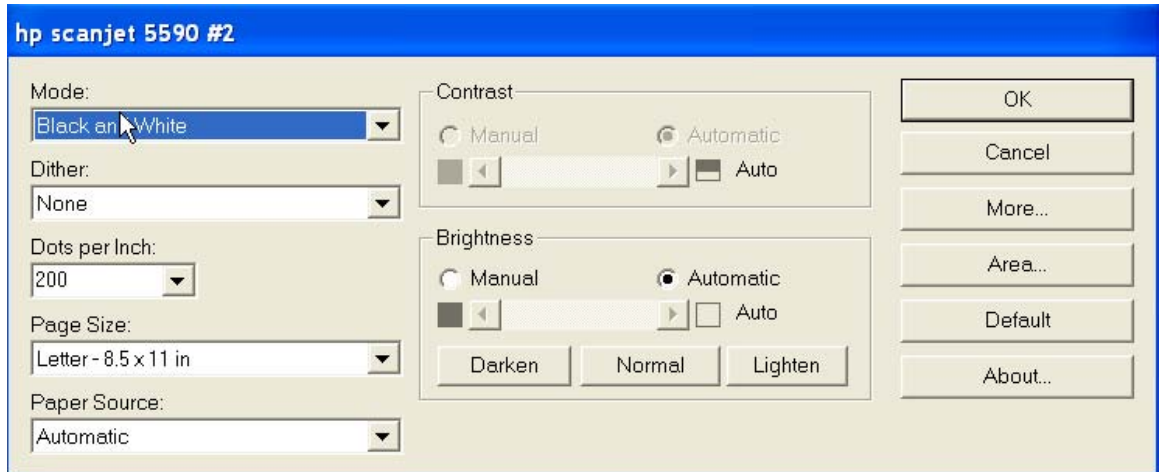 hp scanjet 5590 #2
Mode:
Black and White
Dither:
None
Dots per Inch:
200
Page Size:
Letter - 8.5 x 11 in
Paper Source:
Automatic
Contrast
Manual Automatic
Auto
Brightness
Manual Automatic
Auto
Darken Normal Lighten
OK
Cancel
More...
Area...
Default
About...